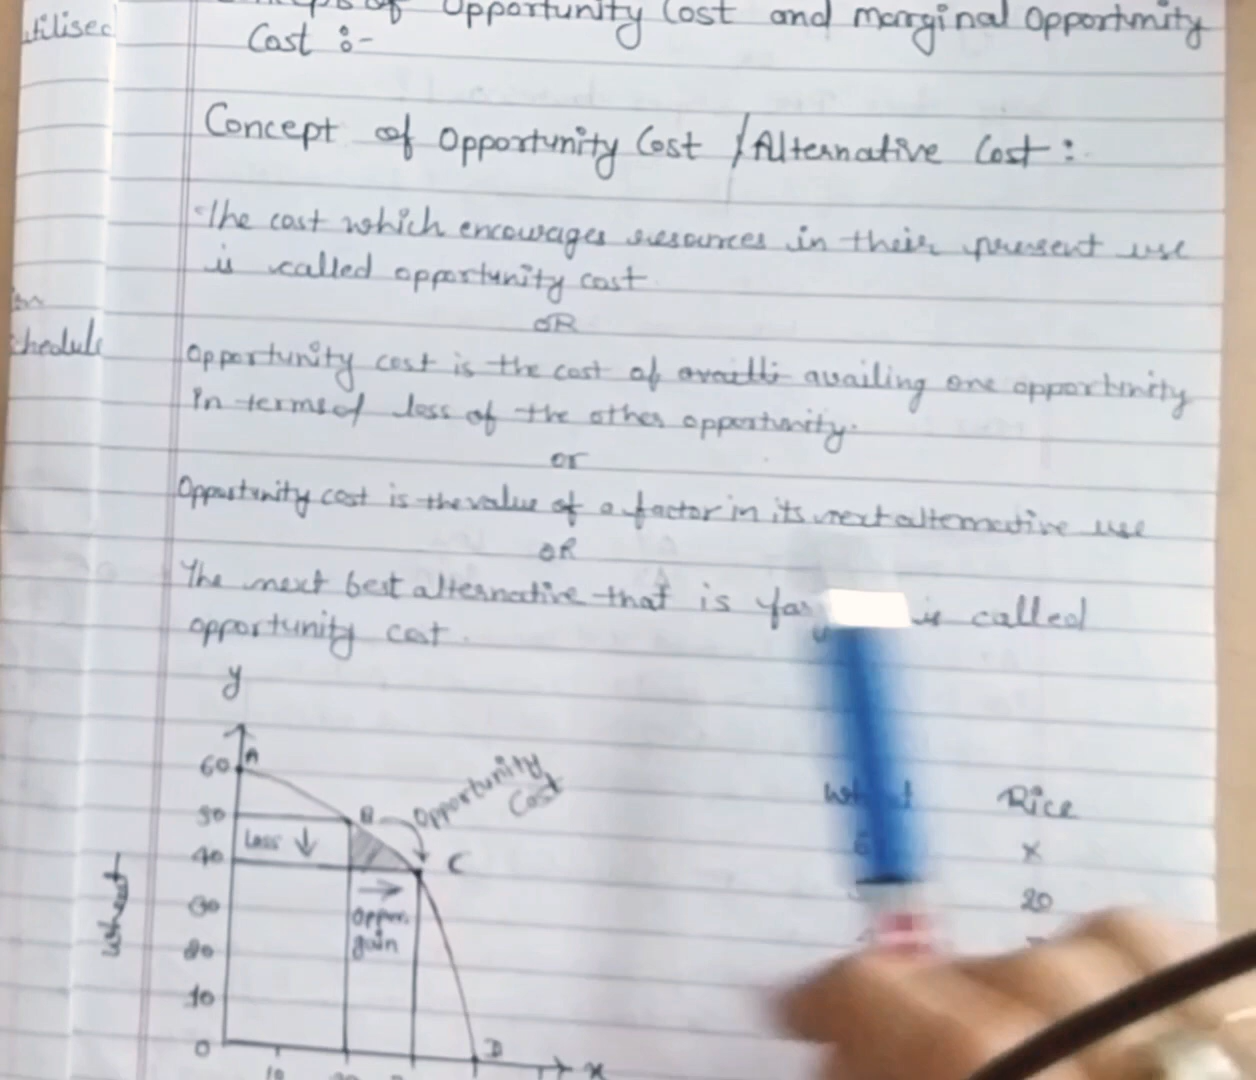 utilised
of Opportunity Cost and marginal Opportunity
Cost :-
Concept of Opportunity Cost / Alternative Cost :
The cost which encourages resources in their present use
is called opportunity cost
OR
chedule
Opportunity cost is the cost of availing one opportunity
in terms of loss of the other opportunity.
or
Opportunity cost is the value of a factor in its next alternative use
OR
The next best alternative that is is called
opportunity cost.
y
60 A
50 B Opportunity Cost
Loss ↓
40 C
30
20
10
0 D x
→
Oppor.
gain
Wheat
10
Rice
x
20